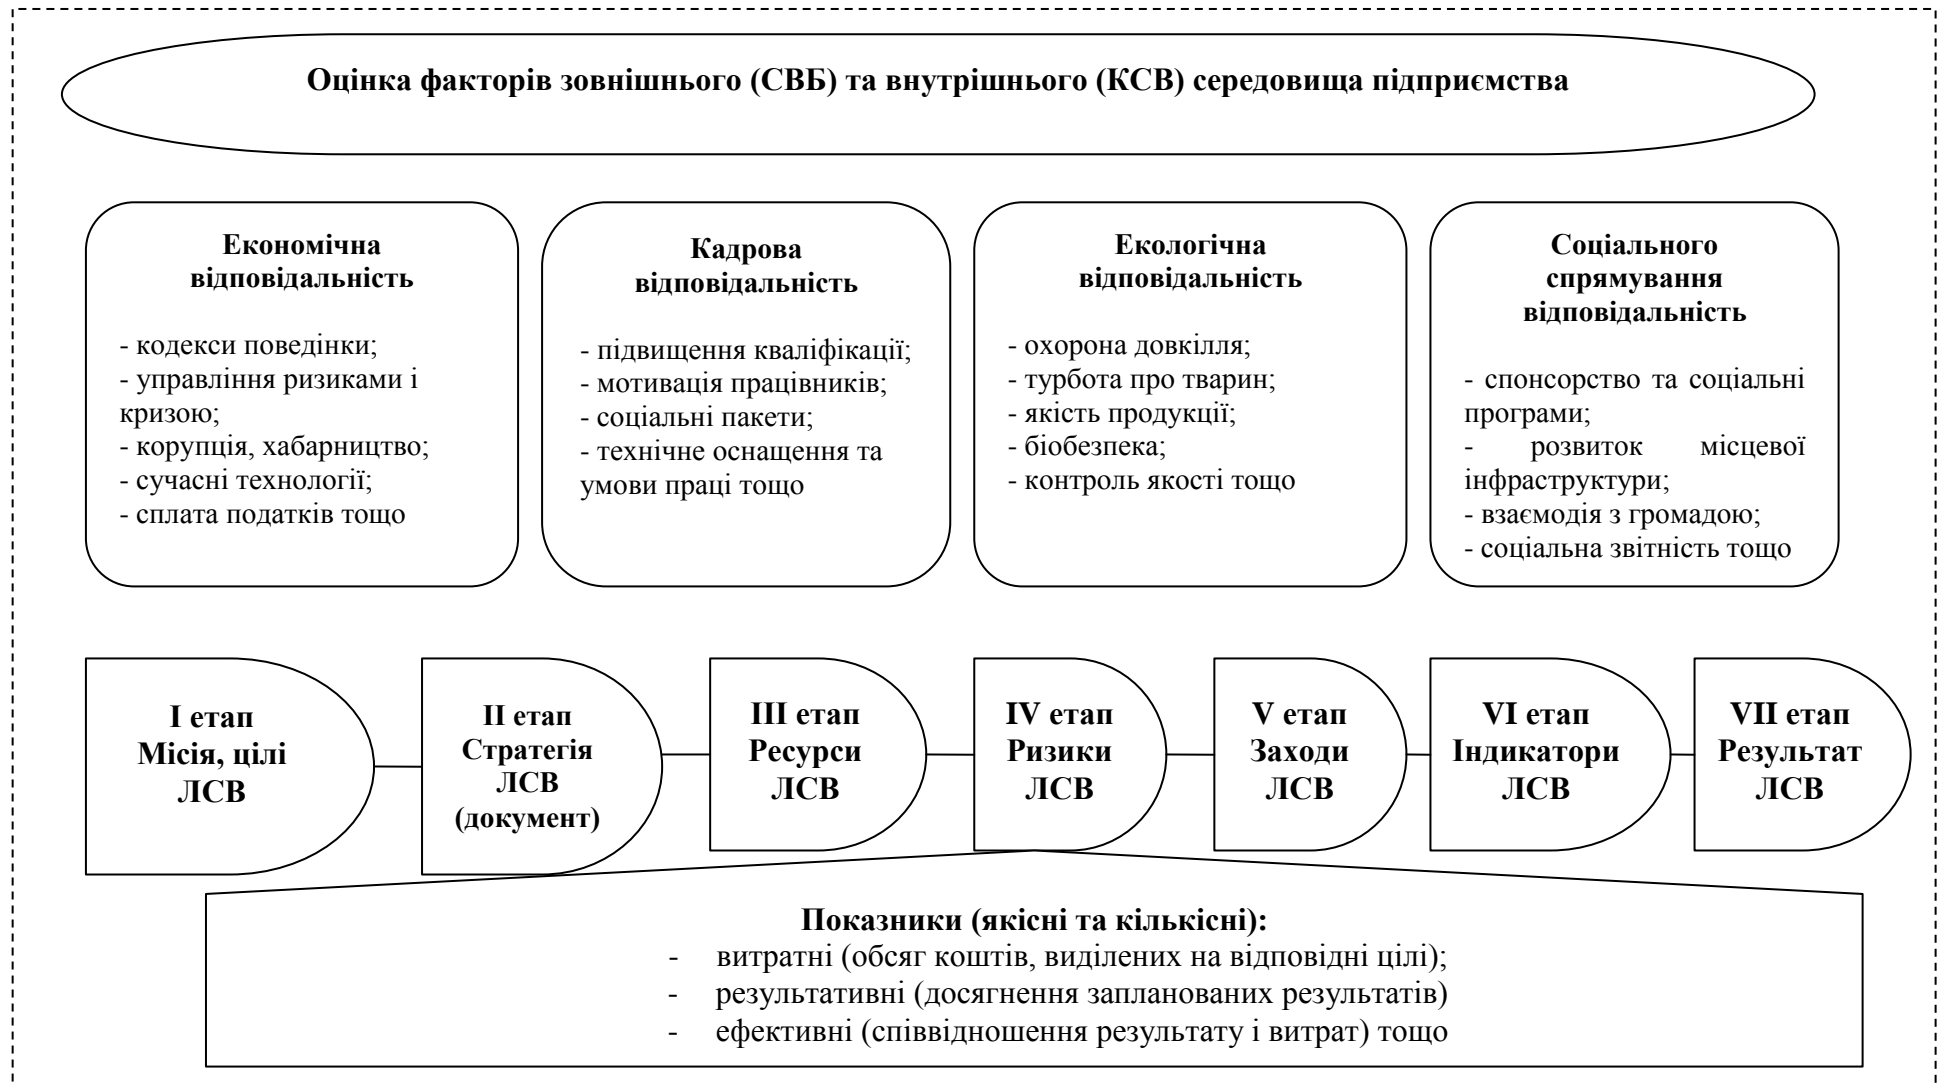 Оцінка факторів зовнішнього (СВБ) та внутрішнього (КСВ) середовища підприємства
Економічна
відповідальність
- кодекси поведінки;
- управління ризиками і
кризою;
- корупція, хабарництво;
- сучасні технології;
- сплата податків тощо
Кадрова
відповідальність
- підвищення кваліфікації;
- мотивація працівників;
- соціальні пакети;
- технічне оснащення та
умови праці тощо
Екологічна
відповідальність
- охорона довкілля;
- турбота про тварин;
- якість продукції;
- біобезпека;
- контроль якості тощо
Соціального
спрямування
відповідальність
- спонсорство та соціальні
програми;
- розвиток місцевої
інфраструктури;
- взаємодія з громадою;
- соціальна звітність тощо
I етап
Місія, цілі
ЛСВ
II етап
Стратегія
ЛСВ
(документ)
III етап
Ресурси
ЛСВ
IV етап
Ризики
ЛСВ
V етап
Заходи
ЛСВ
VI етап
Індикатори
ЛСВ
VII етап
Результат
ЛСВ
Показники (якісні та кількісні):
- витратні (обсяг коштів, виділених на відповідні цілі);
- результативні (досягнення запланованих результатів)
- ефективні (співвідношення результату і витрат) тощо